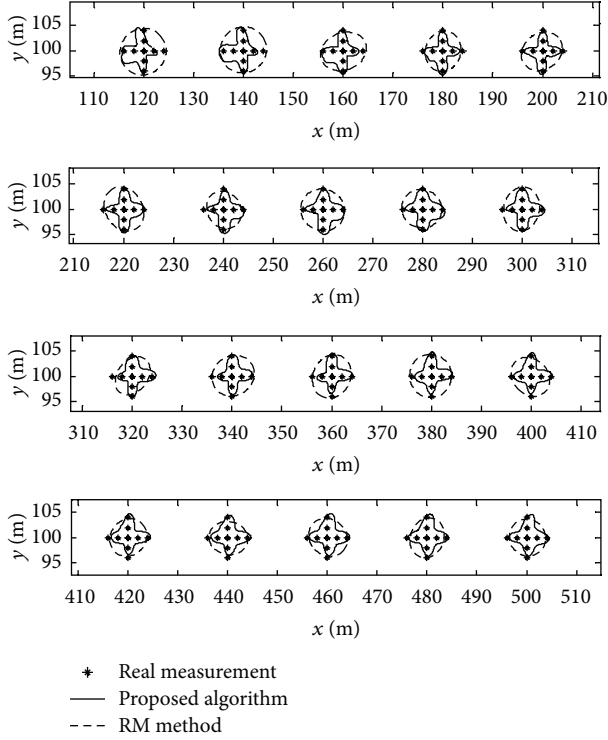 y (m)
105
100
95
110 120 130 140 150 160 170 180 190 200 210
x (m)
y (m)
105
100
95
210 220 230 240 250 260 270 280 290 300 310
x (m)
y (m)
105
100
95
310 320 330 340 350 360 370 380 390 400 410
x (m)
y (m)
105
100
95
410 420 430 440 450 460 470 480 490 500 510
x (m)
Real measurement
Proposed algorithm
RM method